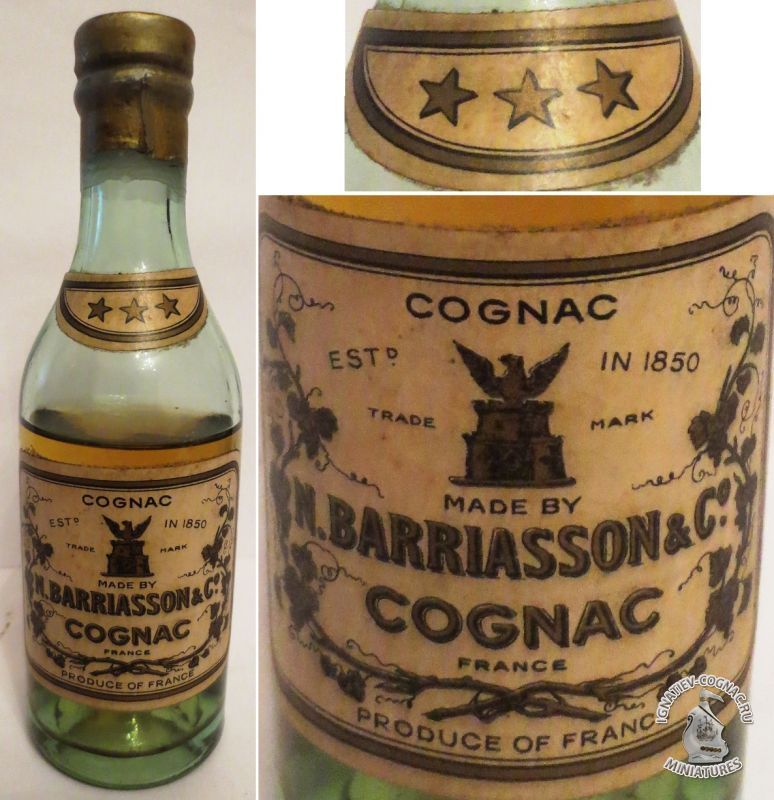 COGNAC
ESTD IN 1850
TRADE MARK
MADE BY
N. BARRIASSON & Co.
COGNAC
FRANCE
PRODUCE OF FRANCE
COGNAC
ESTD IN 1850
TRADE MARK
MADE BY
N. BARRIASSON & Co.
COGNAC
FRANCE
PRODUCE OF FRANC
IGNATIEV-COGNAC.RU
MINIATURES